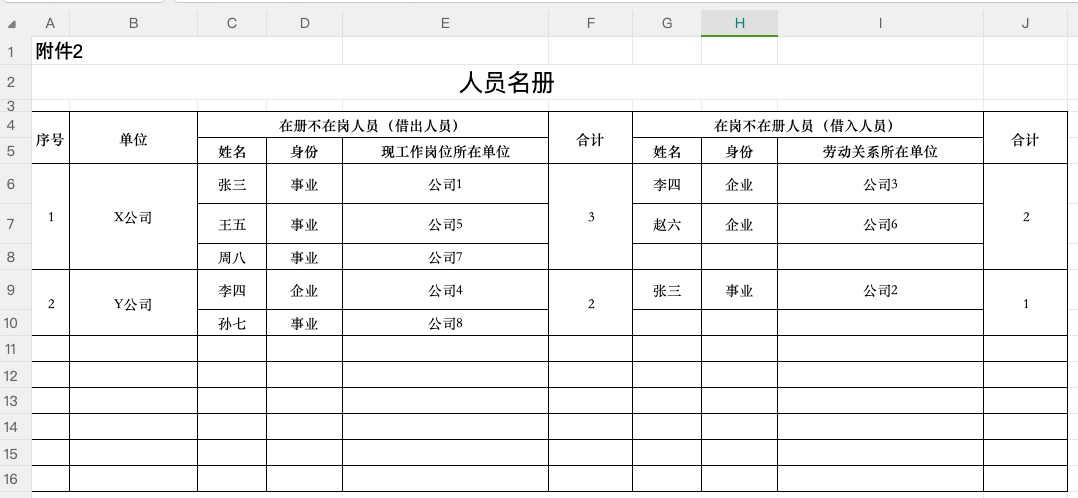 A B C D E F G H I J
1 附件2
2 人员名册
3
4 序号 单位 在册不在岗人员（借出人员） 合计 在岗不在册人员（借入人员） 合计
5 姓名 身份 现工作岗位所在单位 姓名 身份 劳动关系所在单位
6 1 X公司 张三 事业 公司1 3 李四 企业 公司3 2
7 王五 事业 公司5 赵六 企业 公司6
8 周八 事业 公司7
9 2 Y公司 李四 企业 公司4 2 张三 事业 公司2 1
10 孙七 事业 公司8
11
12
13
14
15
16